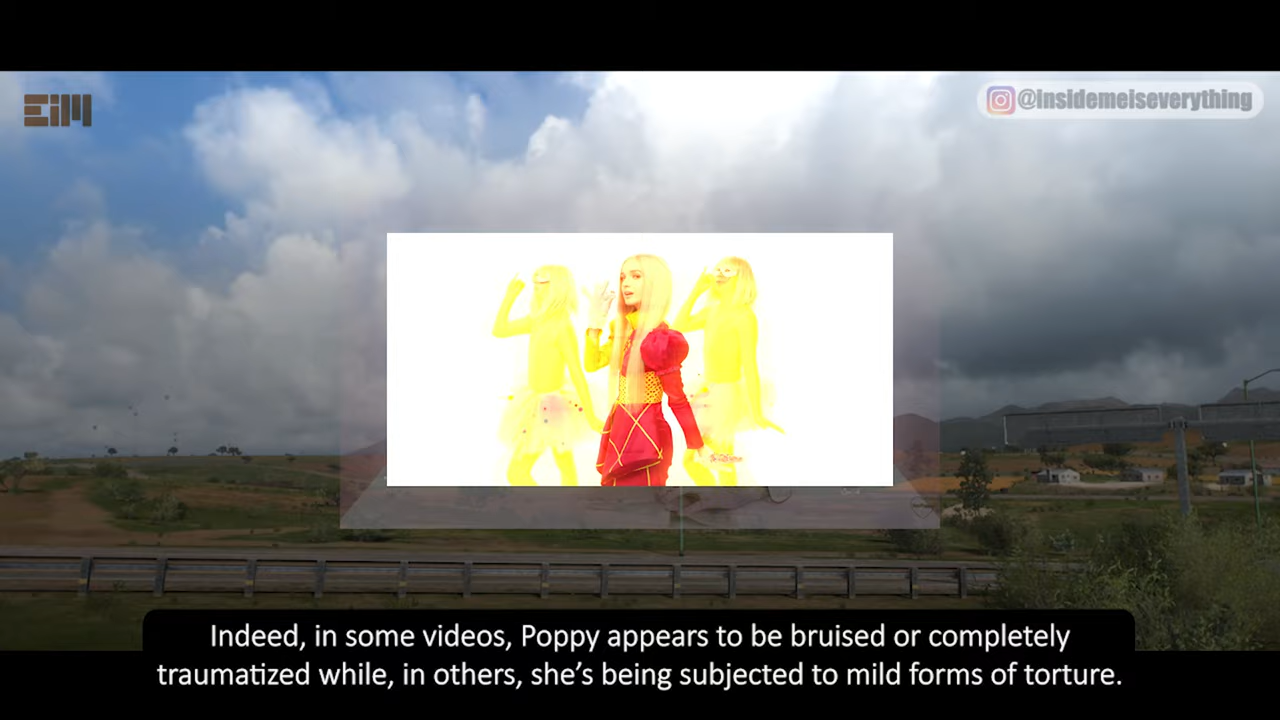 EiM
@Insidemeiseverything
Indeed, in some videos, Poppy appears to be bruised or completely
traumatized while, in others, she’s being subjected to mild forms of torture.